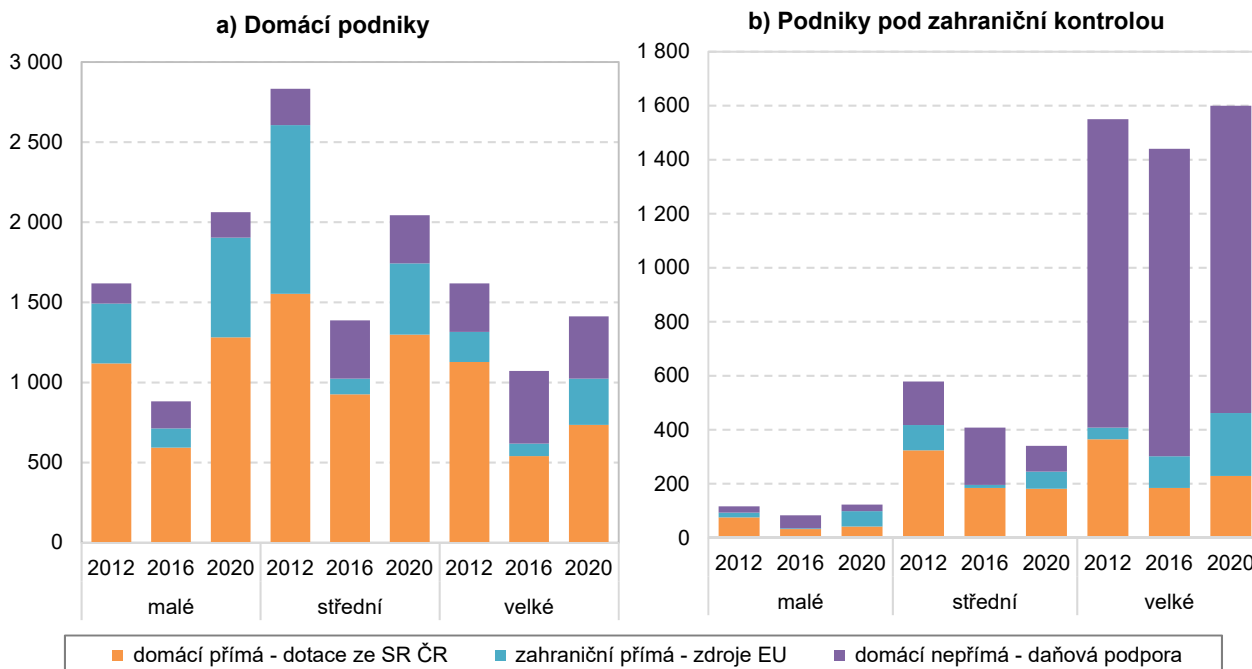 a) Domácí podniky
3 000
2 500
2 000
1 500
1 000
500
0
2012 2016 2020 2012 2016 2020 2012 2016 2020
malé střední velké
b) Podniky pod zahraniční kontrolou
1 800
1 600
1 400
1 200
1 000
800
600
400
200
0
2012 2016 2020 2012 2016 2020 2012 2016 2020
malé střední velké
domácí přímá - dotace ze SR ČR zahraniční přímá - zdroje EU domácí nepřímá - daňová podpora